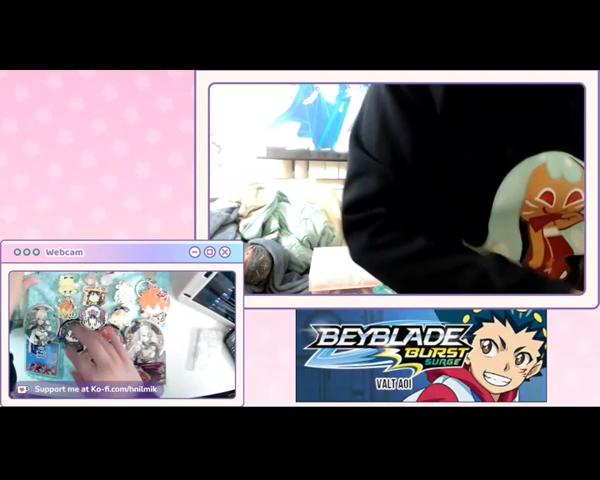 Webcam
Support me at Ko-fi.com/hnilmik
BEYBLADE
BURST
SURGE
VALT AOI